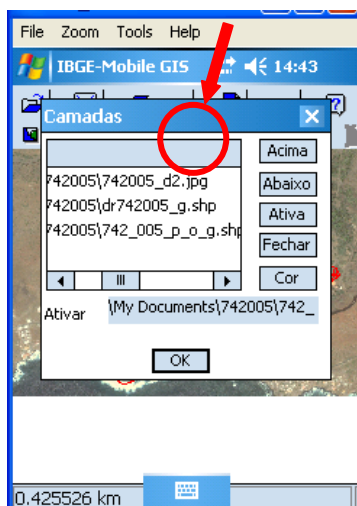 File Zoom Tools Help
IBGE-Mobile GIS 14:43
Camadas
Acima
742005\742005_d2.jpg
Abaixo
742005\dr742005_g.shp
Ativa
742005\742_005_p_o_g.shp
Fechar
Cor
Ativar \My Documents\742005\742_
OK
0.425526 km